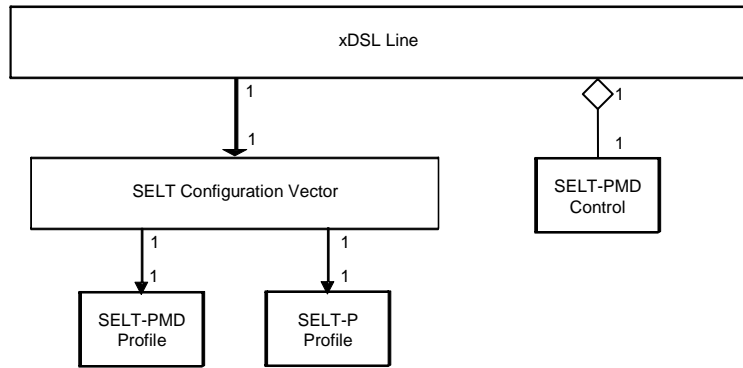 xDSL Line
1
1
1
1
SELT Configuration Vector
SELT-PMD
Control
1
1
1
1
SELT-PMD
Profile
SELT-P
Profile